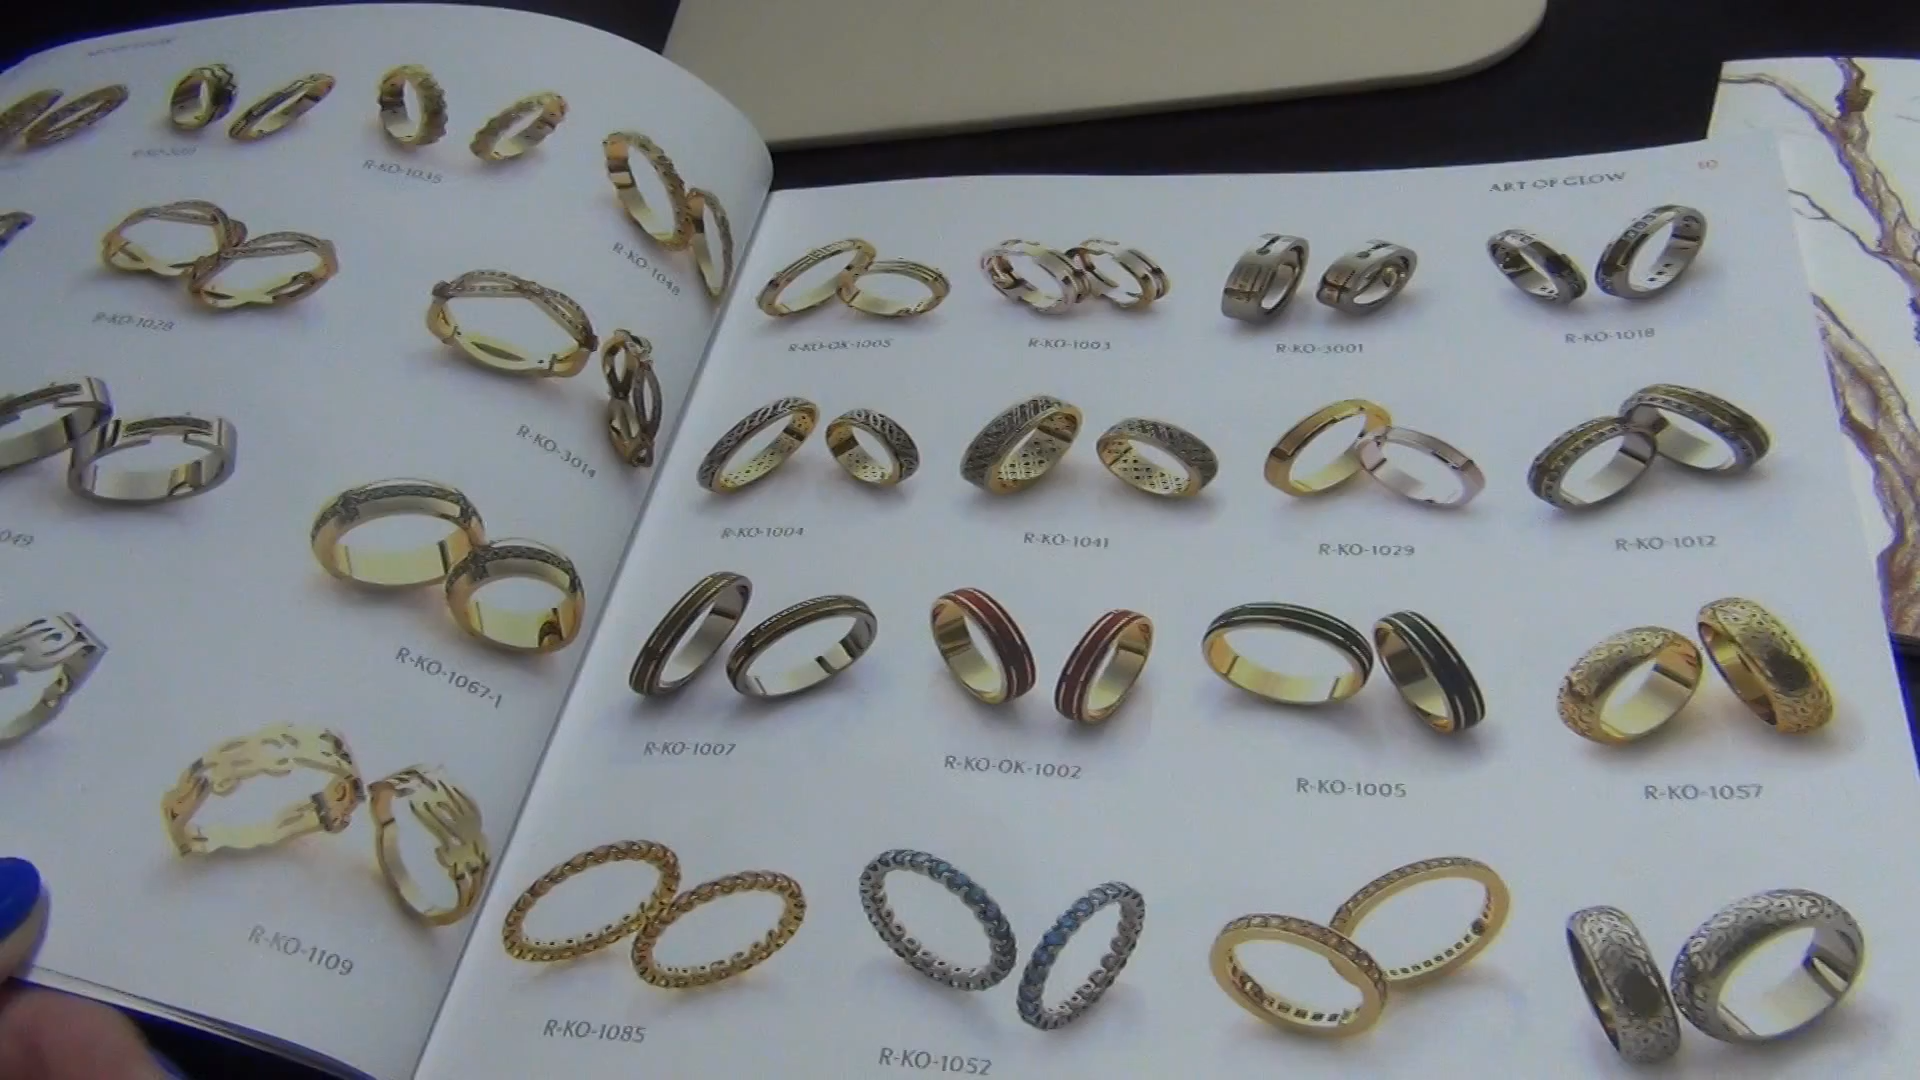 R-KO-1035
R-KO-1048
R-KO-1028
R-KO-3014
049
R-KO-1067-1
R-KO-1109
ART OF GLOW
R-KO-OK-1005
R-KO-1003
R-KO-3001
R-KO-1018
R-KO-1004
R-KO-1041
R-KO-1029
R-KO-1012
R-KO-1007
R-KO-OK-1002
R-KO-1005
R-KO-1057
R-KO-1085
R-KO-1052